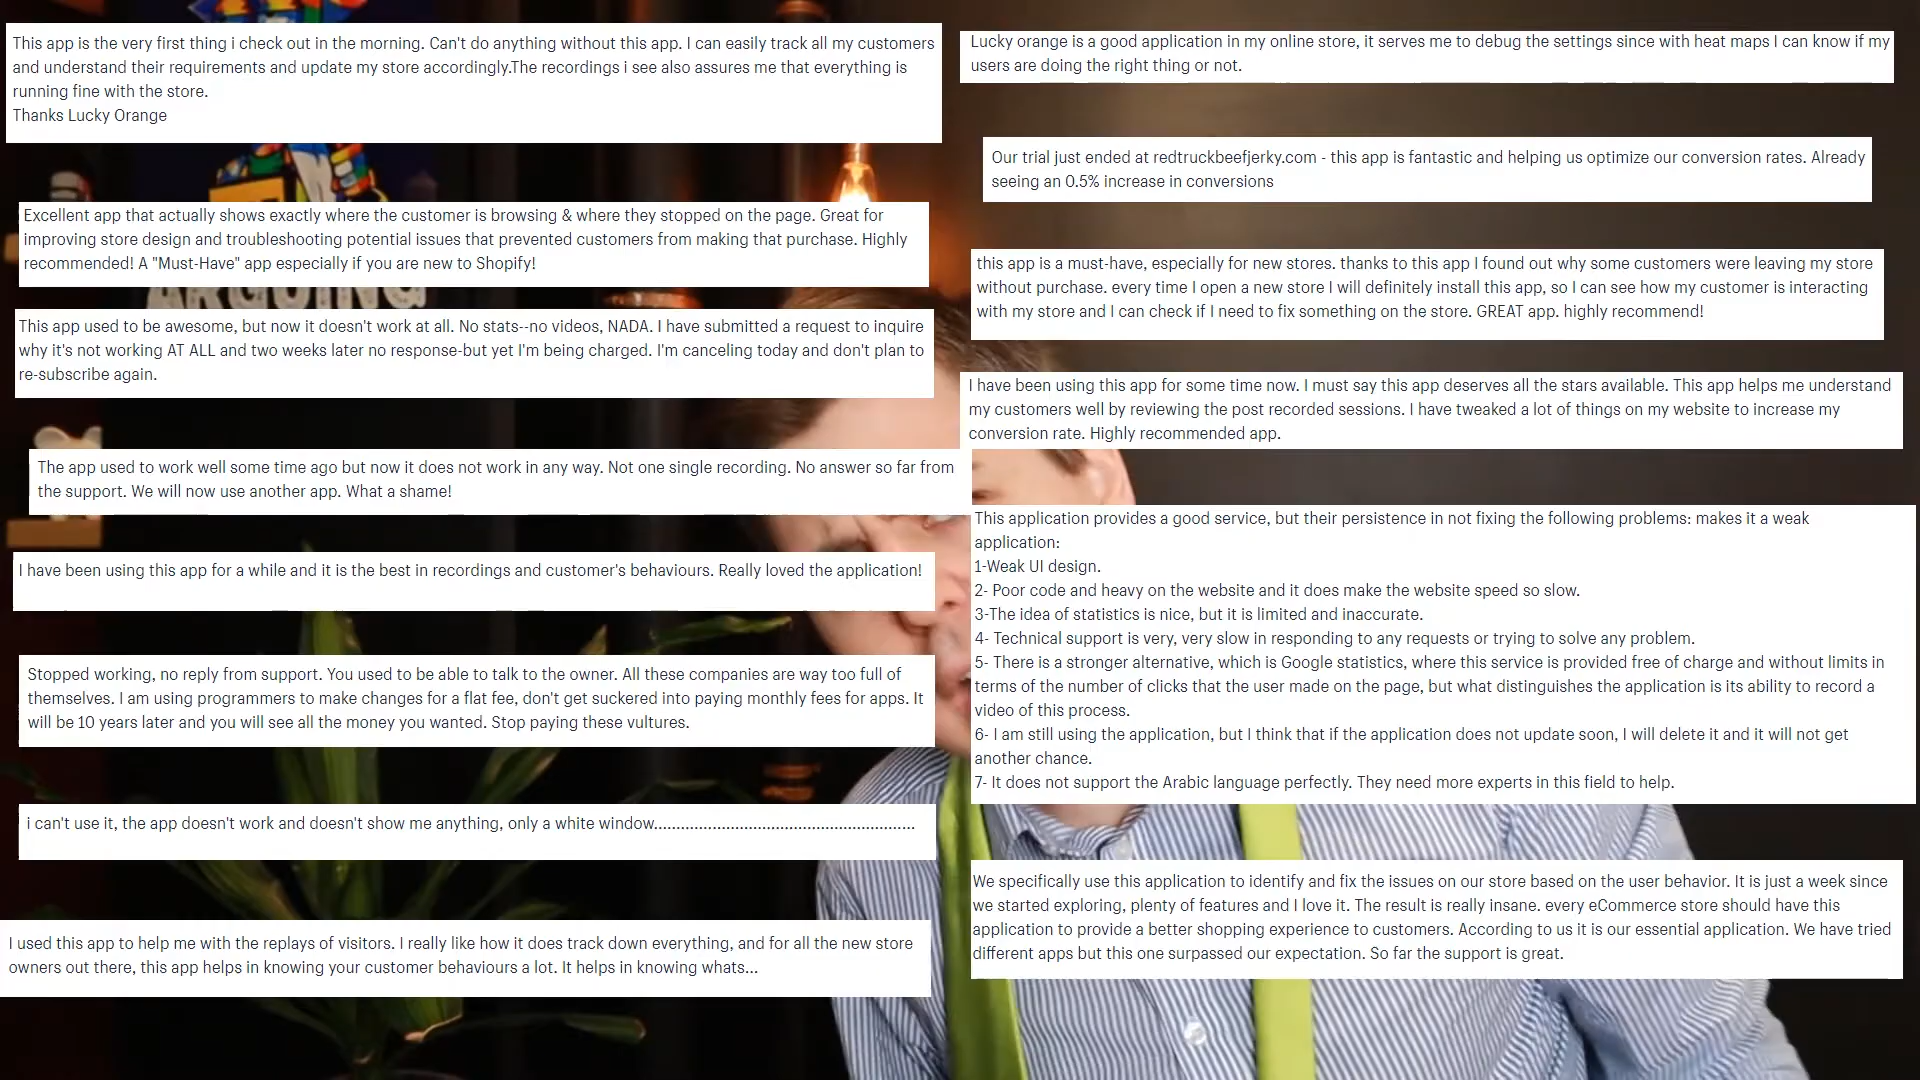 This app is the very first thing i check out in the morning. Can't do anything without this app. I can easily track all my customers
and understand their requirements and update my store accordingly.The recordings i see also assures me that everything is
running fine with the store.
Thanks Lucky Orange
Excellent app that actually shows exactly where the customer is browsing & where they stopped on the page. Great for
improving store design and troubleshooting potential issues that prevented customers from making that purchase. Highly
recommended! A "Must-Have" app especially if you are new to Shopify!
ARGUING
This app used to be awesome, but now it doesn't work at all. No stats--no videos, NADA. I have submitted a request to inquire
why it's not working AT ALL and two weeks later no response-but yet I'm being charged. I'm canceling today and don't plan to
re-subscribe again.
The app used to work well some time ago but now it does not work in any way. Not one single recording. No answer so far from
the support. We will now use another app. What a shame!
I have been using this app for a while and it is the best in recordings and customer's behaviours. Really loved the application!
Stopped working, no reply from support. You used to be able to talk to the owner. All these companies are way too full of
themselves. I am using programmers to make changes for a flat fee, don't get suckered into paying monthly fees for apps. It
will be 10 years later and you will see all the money you wanted. Stop paying these vultures.
i can't use it, the app doesn't work and doesn't show me anything, only a white window..........................................................
I used this app to help me with the replays of visitors. I really like how it does track down everything, and for all the new store
owners out there, this app helps in knowing your customer behaviours a lot. It helps in knowing whats...
Lucky orange is a good application in my online store, it serves me to debug the settings since with heat maps I can know if my
users are doing the right thing or not.
Our trial just ended at redtruckbeefjerky.com - this app is fantastic and helping us optimize our conversion rates. Already
seeing an 0.5% increase in conversions
this app is a must-have, especially for new stores. thanks to this app I found out why some customers were leaving my store
without purchase. every time I open a new store I will definitely install this app, so I can see how my customer is interacting
with my store and I can check if I need to fix something on the store. GREAT app. highly recommend!
I have been using this app for some time now. I must say this app deserves all the stars available. This app helps me understand
my customers well by reviewing the post recorded sessions. I have tweaked a lot of things on my website to increase my
conversion rate. Highly recommended app.
This application provides a good service, but their persistence in not fixing the following problems: makes it a weak
application:
1-Weak UI design.
2- Poor code and heavy on the website and it does make the website speed so slow.
3-The idea of statistics is nice, but it is limited and inaccurate.
4- Technical support is very, very slow in responding to any requests or trying to solve any problem.
5- There is a stronger alternative, which is Google statistics, where this service is provided free of charge and without limits in
terms of the number of clicks that the user made on the page, but what distinguishes the application is its ability to record a
video of this process.
6- I am still using the application, but I think that if the application does not update soon, I will delete it and it will not get
another chance.
7- It does not support the Arabic language perfectly. They need more experts in this field to help.
We specifically use this application to identify and fix the issues on our store based on the user behavior. It is just a week since
we started exploring, plenty of features and I love it. The result is really insane. every eCommerce store should have this
application to provide a better shopping experience to customers. According to us it is our essential application. We have tried
different apps but this one surpassed our expectation. So far the support is great.